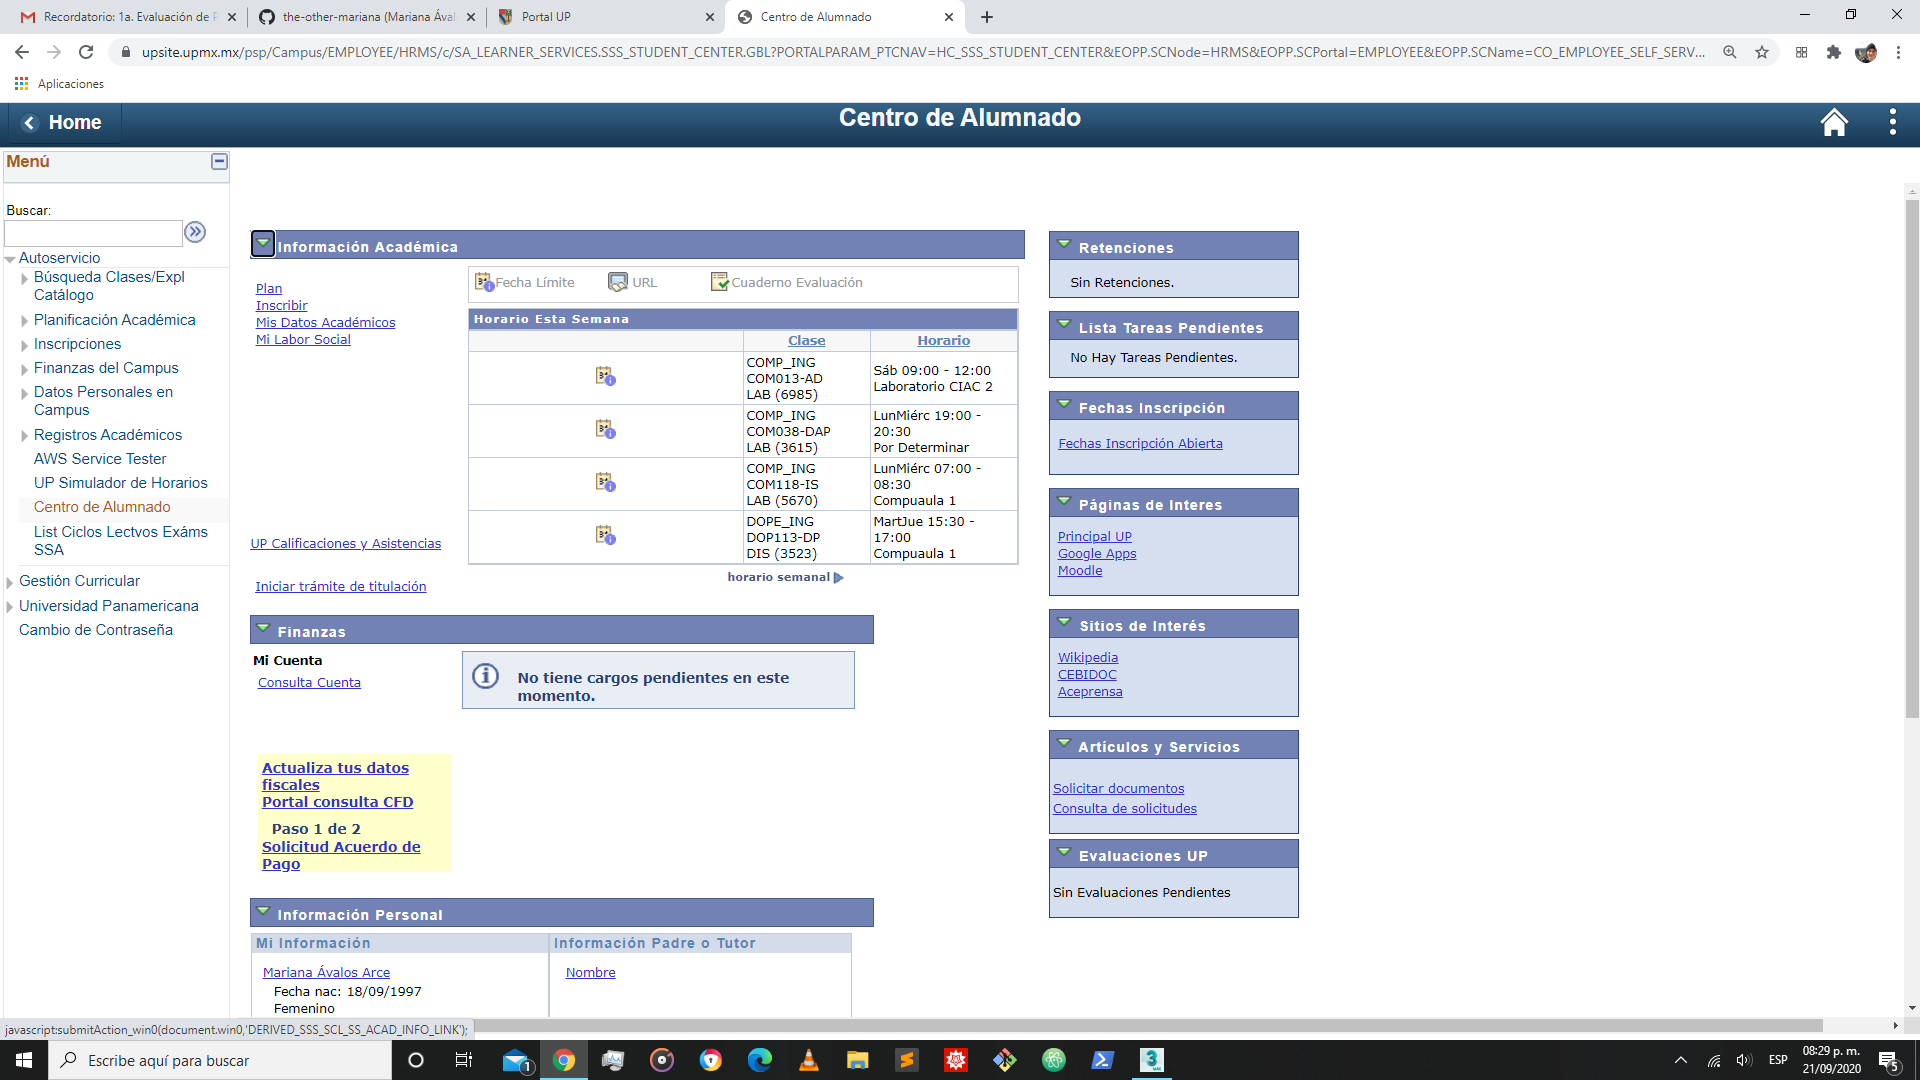 Recordatorio: 1a. Evaluación de P
the-other-mariana (Mariana Ával
Portal UP
Centro de Alumnado
upsite.upmx.mx/psp/Campus/EMPLOYEE/HRMS/c/SA_LEARNER_SERVICES.SSS_STUDENT_CENTER.GBL?PORTALPARAM_PTCNAV=HC_SSS_STUDENT_CENTER&EOPP.SCNode=HRMS&EOPP.SCPortal=EMPLOYEE&EOPP.SCName=CO_EMPLOYEE_SELF_SERV...
Aplicaciones
Home
Centro de Alumnado
Menú
Buscar:
Autoservicio
Búsqueda Clases/Expl
Catálogo
Planificación Académica
Inscripciones
Finanzas del Campus
Datos Personales en
Campus
Registros Académicos
AWS Service Tester
UP Simulador de Horarios
Centro de Alumnado
List Ciclos Lectvos Exáms
SSA
Gestión Curricular
Universidad Panamericana
Cambio de Contraseña
Información Académica
Plan
Inscribir
Mis Datos Académicos
Mi Labor Social
UP Calificaciones y Asistencias
Iniciar trámite de titulación
Fecha Límite
URL
Cuaderno Evaluación
Horario Esta Semana
Clase
Horario
COMP_ING
COM013-AD
LAB (6985)
Sáb 09:00 - 12:00
Laboratorio CIAC 2
COMP_ING
COM038-DAP
LAB (3615)
LunMiérc 19:00 -
20:30
Por Determinar
COMP_ING
COM118-IS
LAB (5670)
LunMiérc 07:00 -
08:30
Compuaula 1
DOPE_ING
DOP113-DP
DIS (3523)
MartJue 15:30 -
17:00
Compuaula 1
horario semanal
Finanzas
Mi Cuenta
Consulta Cuenta
No tiene cargos pendientes en este
momento.
Actualiza tus datos
fiscales
Portal consulta CFD
Paso 1 de 2
Solicitud Acuerdo de
Pago
Información Personal
Mi Información
Información Padre o Tutor
Mariana Ávalos Arce
Fecha nac: 18/09/1997
Femenino
Nombre
Retenciones
Sin Retenciones.
Lista Tareas Pendientes
No Hay Tareas Pendientes.
Fechas Inscripción
Fechas Inscripción Abierta
Páginas de Interes
Principal UP
Google Apps
Moodle
Sitios de Interés
Wikipedia
CEBIDOC
Aceprensa
Artículos y Servicios
Solicitar documentos
Consulta de solicitudes
Evaluaciones UP
Sin Evaluaciones Pendientes
javascript:submitAction_win0(document.win0,'DERIVED_SSS_SCL_SS_ACAD_INFO_LINK');
Escribe aquí para buscar
1
3
ESP
08:29 p. m.
21/09/2020
5